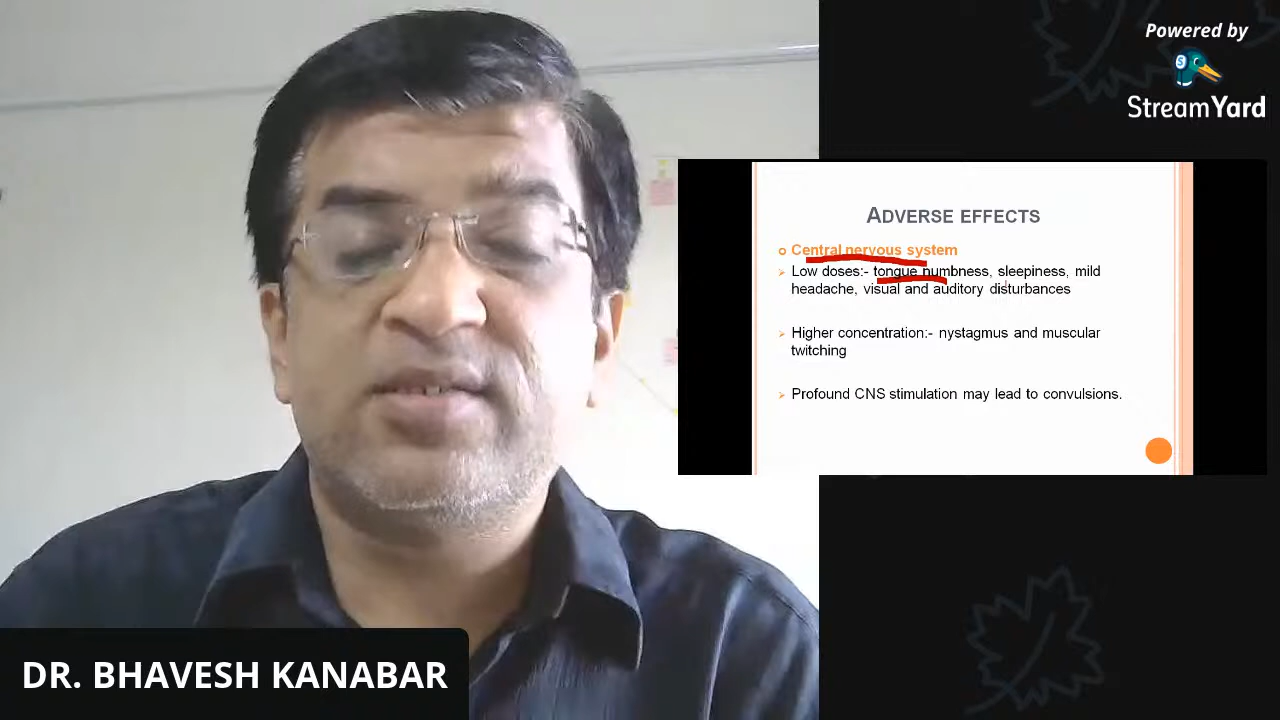 Powered by
StreamYard
ADVERSE EFFECTS
Central nervous system
Low doses:- tongue numbness, sleepiness, mild
headache, visual and auditory disturbances
Higher concentration:- nystagmus and muscular
twitching
Profound CNS stimulation may lead to convulsions.
DR. BHAVESH KANABAR